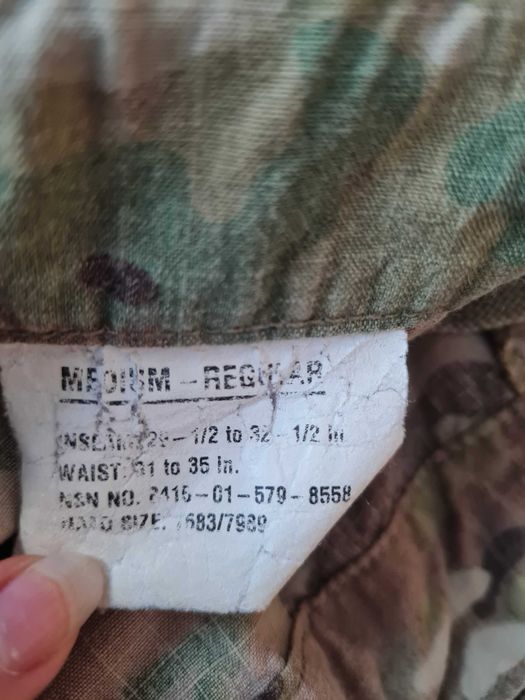 MEDIUM - REGULAR
INSEAM: 29-1/2 to 32-1/2 in
WAIST: 31 to 35 in.
NSN NO. 8415-01-579-8558
NATO SIZE: 7683/7989